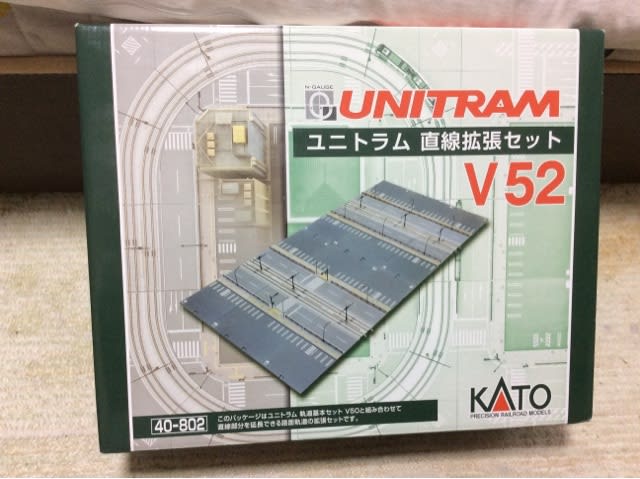 N-GAUGE
UNITRAM
ユニトラム 直線拡張セット
V52
40-802
このパッケージはユニトラム 軌道基本セット V50と組み合わせて
直線部分を延長できる路面軌道の拡張セットです。
KATO
PRECISION RAILROAD MODELS